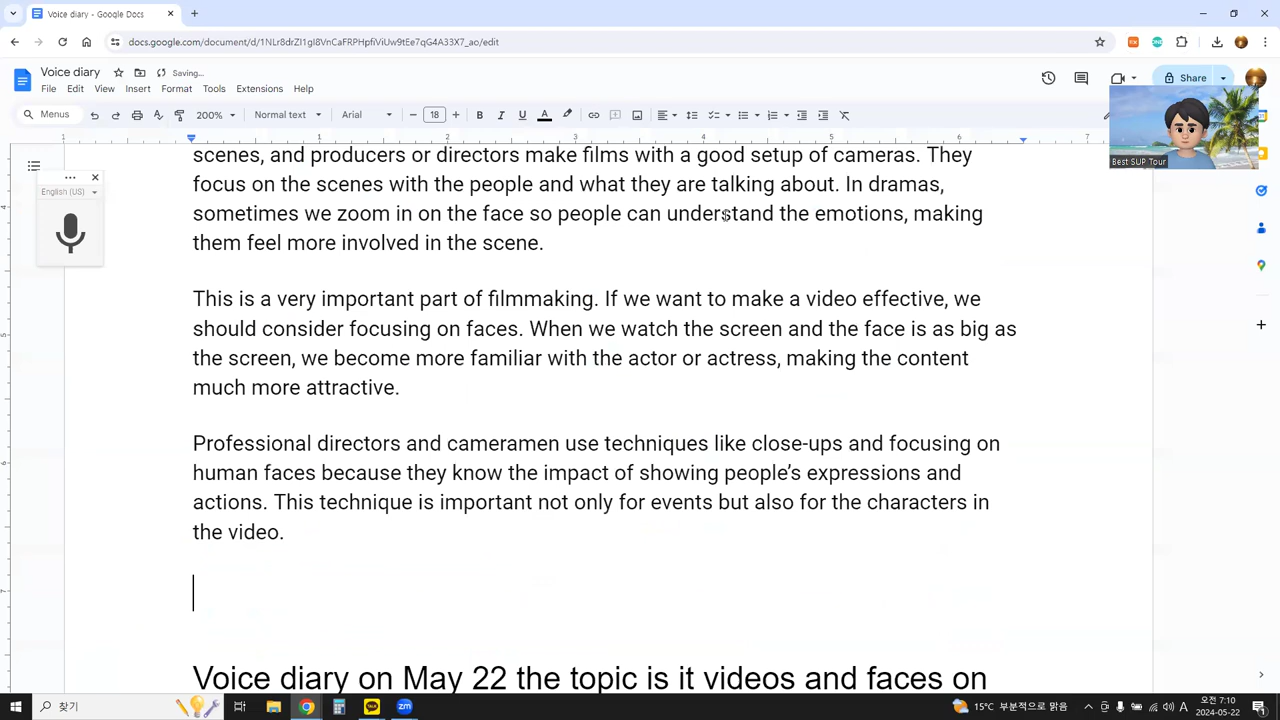 Voice diary - Google Docs
docs.google.com/document/d/1NLr8drZI1gI8VnCaFRPHpfiViUw9tEe7qG4A33X7_ao/edit
Voice diary
Saving...
File Edit View Insert Format Tools Extensions Help
Share
Menus
200%
Normal text
Arial
18
1 1 2 3 4 5 6 7
Best SUP Tour
English (US)
scenes, and producers or directors make films with a good setup of cameras. They
focus on the scenes with the people and what they are talking about. In dramas,
sometimes we zoom in on the face so people can understand the emotions, making
them feel more involved in the scene.
This is a very important part of filmmaking. If we want to make a video effective, we
should consider focusing on faces. When we watch the screen and the face is as big as
the screen, we become more familiar with the actor or actress, making the content
much more attractive.
Professional directors and cameramen use techniques like close-ups and focusing on
human faces because they know the impact of showing people’s expressions and
actions. This technique is important not only for events but also for the characters in
the video.
Voice diary on May 22 the topic is it videos and faces on
찾기
15°C 부분적으로 맑음
A
오전 7:10
2024-05-22